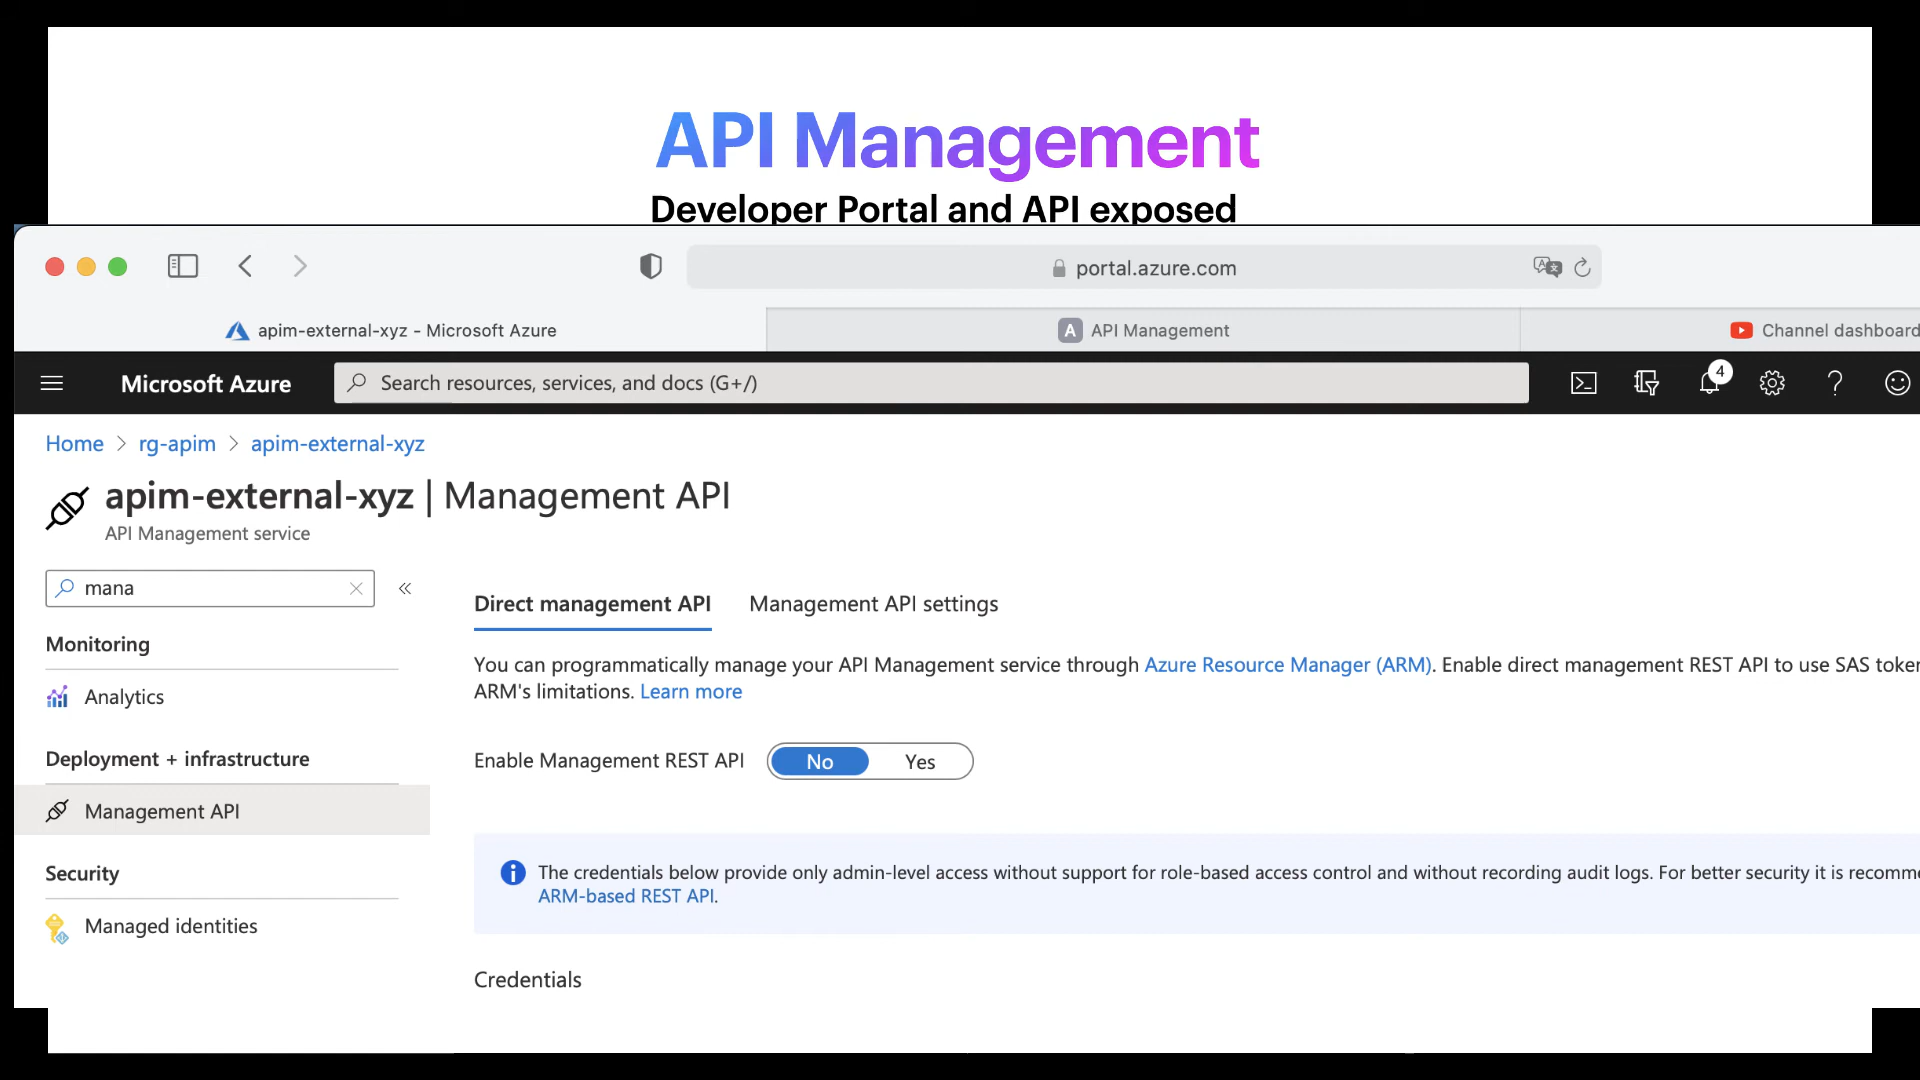 API Management
Developer Portal and API exposed
portal.azure.com
apim-external-xyz - Microsoft Azure
A API Management
Channel dashboard
Microsoft Azure
Search resources, services, and docs (G+/)
4
Home > rg-apim > apim-external-xyz
apim-external-xyz | Management API
API Management service
mana
Direct management API
Management API settings
Monitoring
You can programmatically manage your API Management service through Azure Resource Manager (ARM). Enable direct management REST API to use SAS
ARM's limitations. Learn more
Analytics
Deployment + infrastructure
Enable Management REST API
No
Yes
Management API
Security
The credentials below provide only admin-level access without support for role-based access control and without recording audit logs. For better security it is
ARM-based REST API.
Managed identities
Credentials